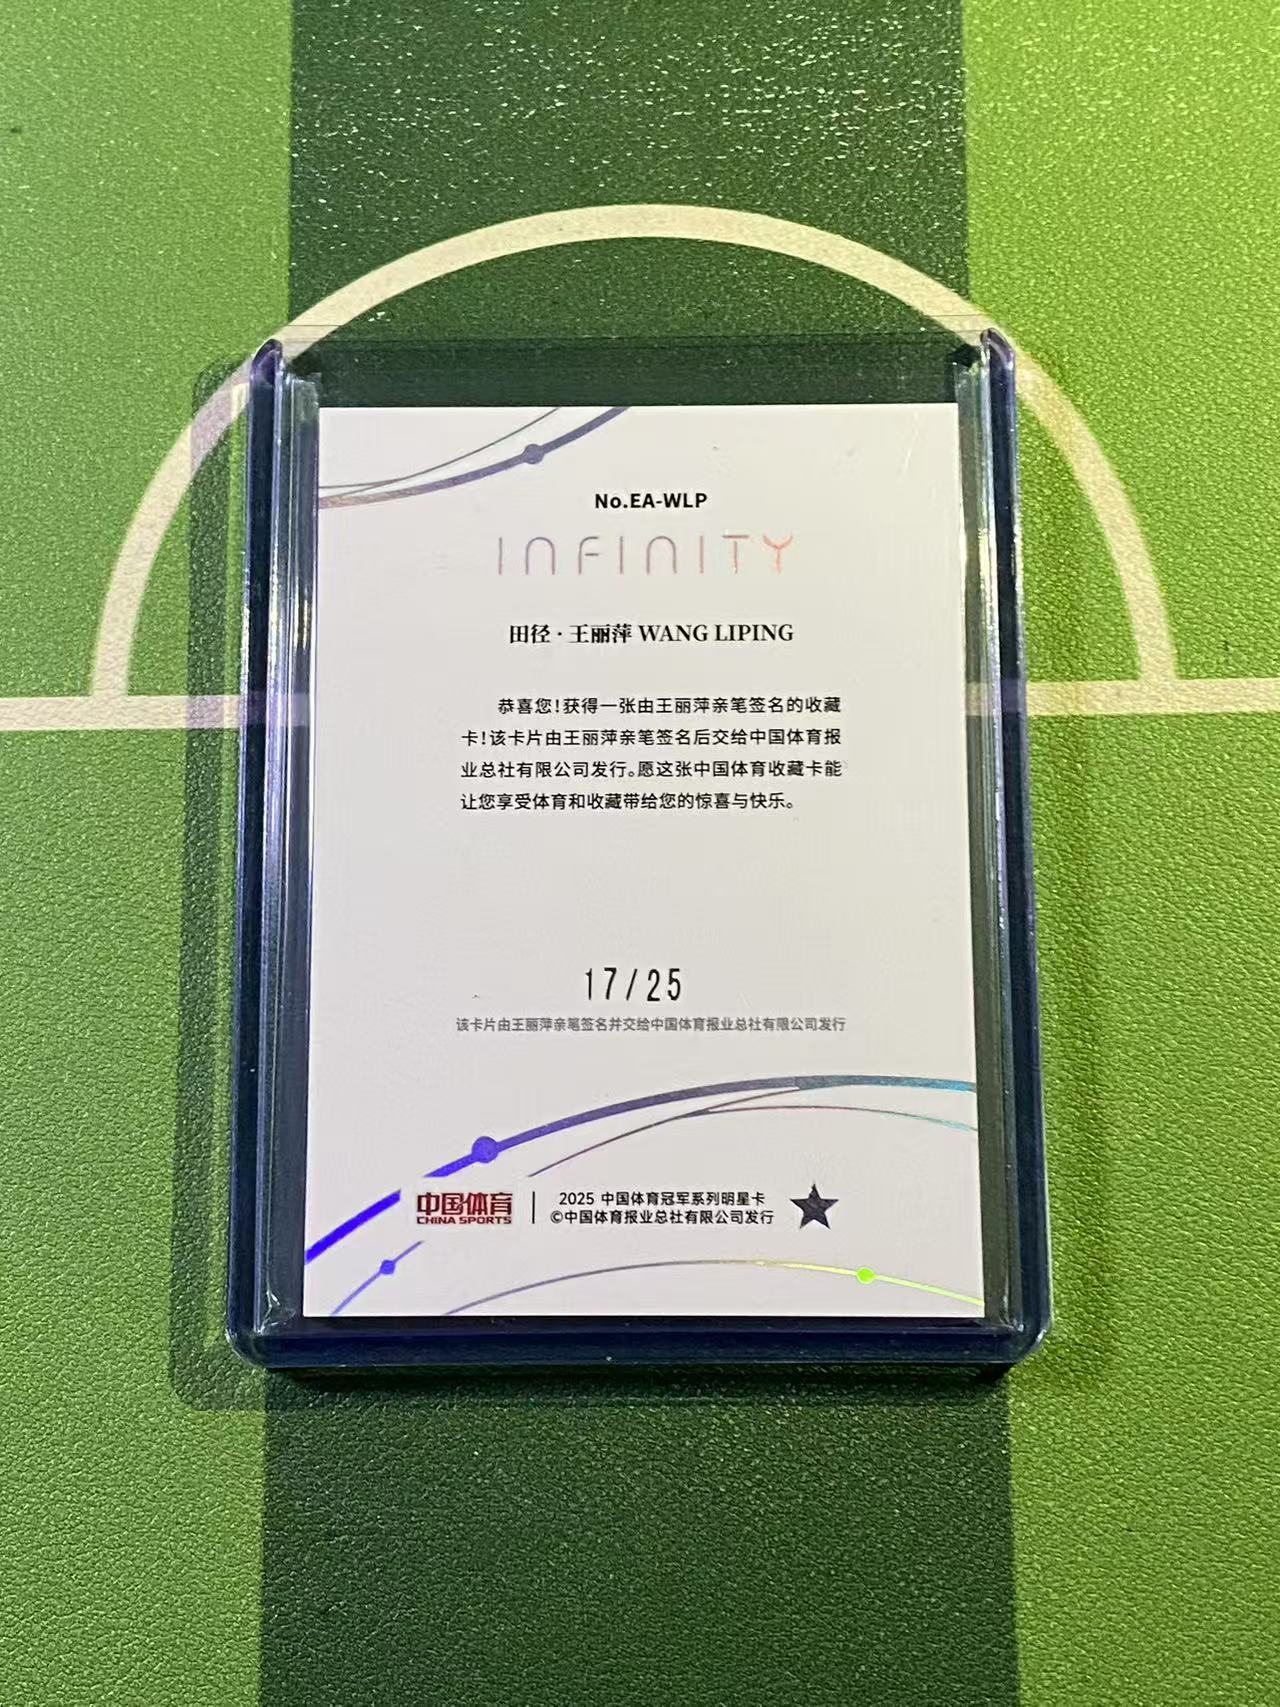 No.EA-WLP
INFINITY
田径·王丽萍 WANG LIPING
恭喜您!获得一张由王丽萍亲笔签名的收藏
卡!该卡片由王丽萍亲笔签名后交给中国体育报
业总社有限公司发行。愿这张中国体育收藏卡能
让您享受体育和收藏带给您的惊喜与快乐。
17/25
该卡片由王丽萍亲笔签名并交给中国体育报业总社有限公司发行
中国体育
CHINA SPORTS
2025 中国体育冠军系列明星卡
©中国体育报业总社有限公司发行